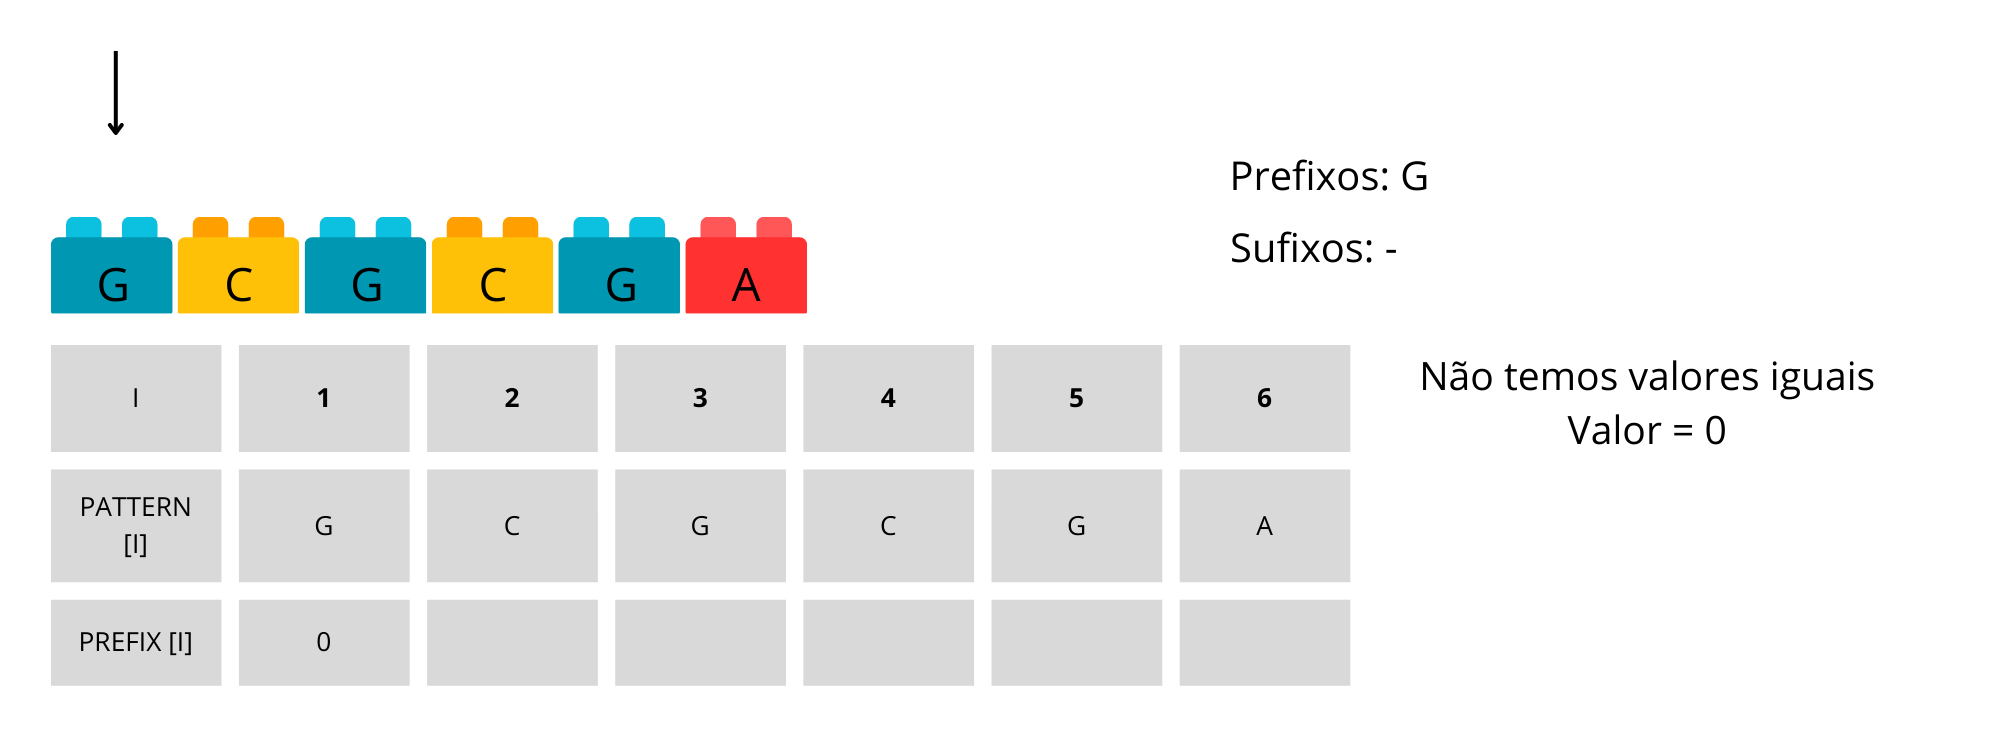 Prefixos: G
Sufixos: -
G C G C G A
I 1 2 3 4 5 6
Não temos valores iguais
Valor = 0
PATTERN
[I] G C G C G A
PREFIX [I] 0